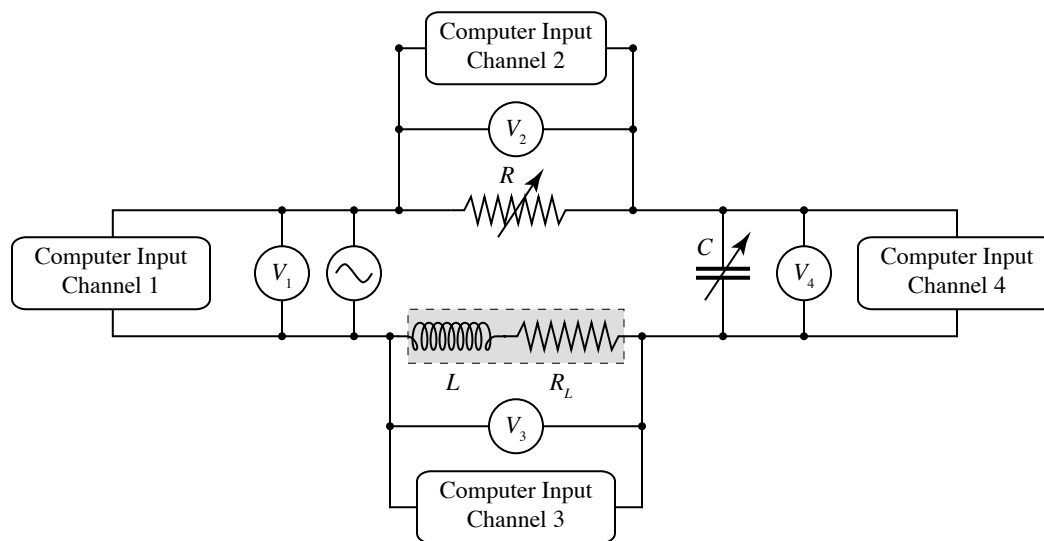 Computer Input
Channel 2
V2
R
Computer Input
Channel 1
V1
C
V4
Computer Input
Channel 4
L
RL
V3
Computer Input
Channel 3